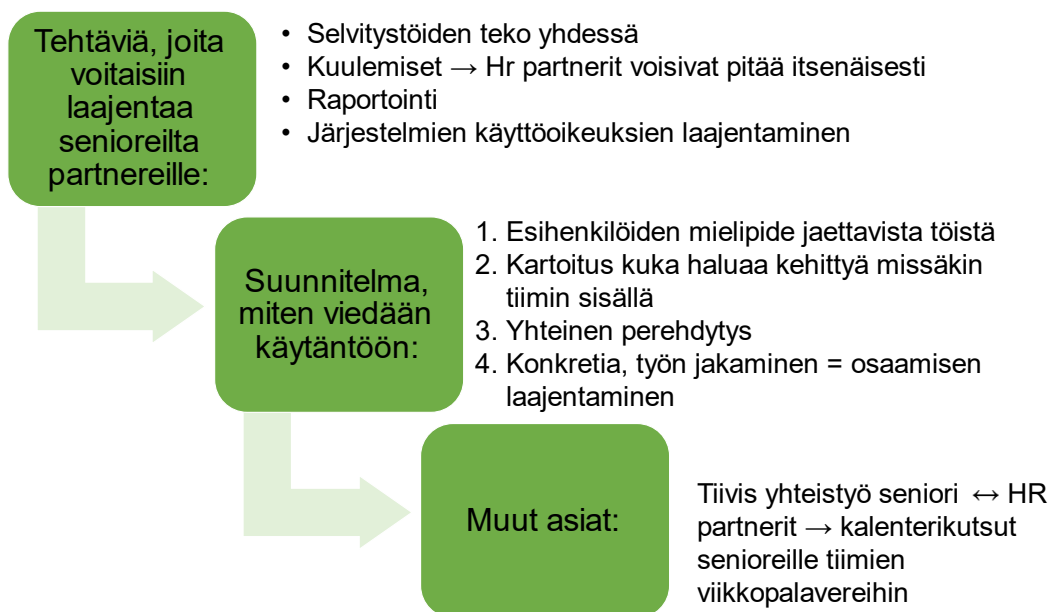 Tehtäviä, joita
voitaisiin
laajentaa
senioreilta
partnereille:
• Selvitystöiden teko yhdessä
• Kuulemiset → Hr partnerit voisivat pitää itsenäisesti
• Raportointi
• Järjestelmien käyttöoikeuksien laajentaminen
Suunnitelma,
miten viedään
käytäntöön:
1. Esihenkilöiden mielipide jaettavista töistä
2. Kartoitus kuka haluaa kehittyä missäkin
tiimin sisällä
3. Yhteinen perehdytys
4. Konkretia, työn jakaminen = osaamisen
laajentaminen
Muut asiat:
Tiivis yhteistyö seniori ↔ HR
partnerit → kalenterikutsut
senioreille tiimien
viikkopalavereihin